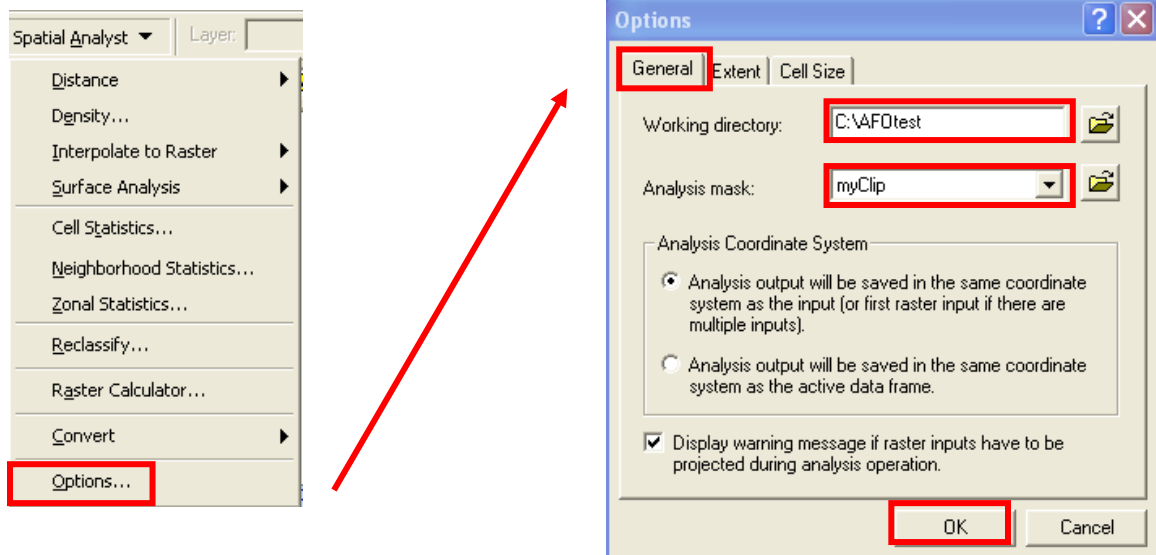 Spatial Analyst
Layer:
Distance
Density...
Interpolate to Raster
Surface Analysis
Cell Statistics...
Neighborhood Statistics...
Zonal Statistics...
Reclassify...
Raster Calculator...
Convert
Options...
Options
General
Extent
Cell Size
Working directory:
C:\AFOtest
Analysis mask:
myClip
Analysis Coordinate System
Analysis output will be saved in the same coordinate
system as the input (or first raster input if there are
multiple inputs).
Analysis output will be saved in the same coordinate
system as the active data frame.
Display warning message if raster inputs have to be
projected during analysis operation.
OK
Cancel